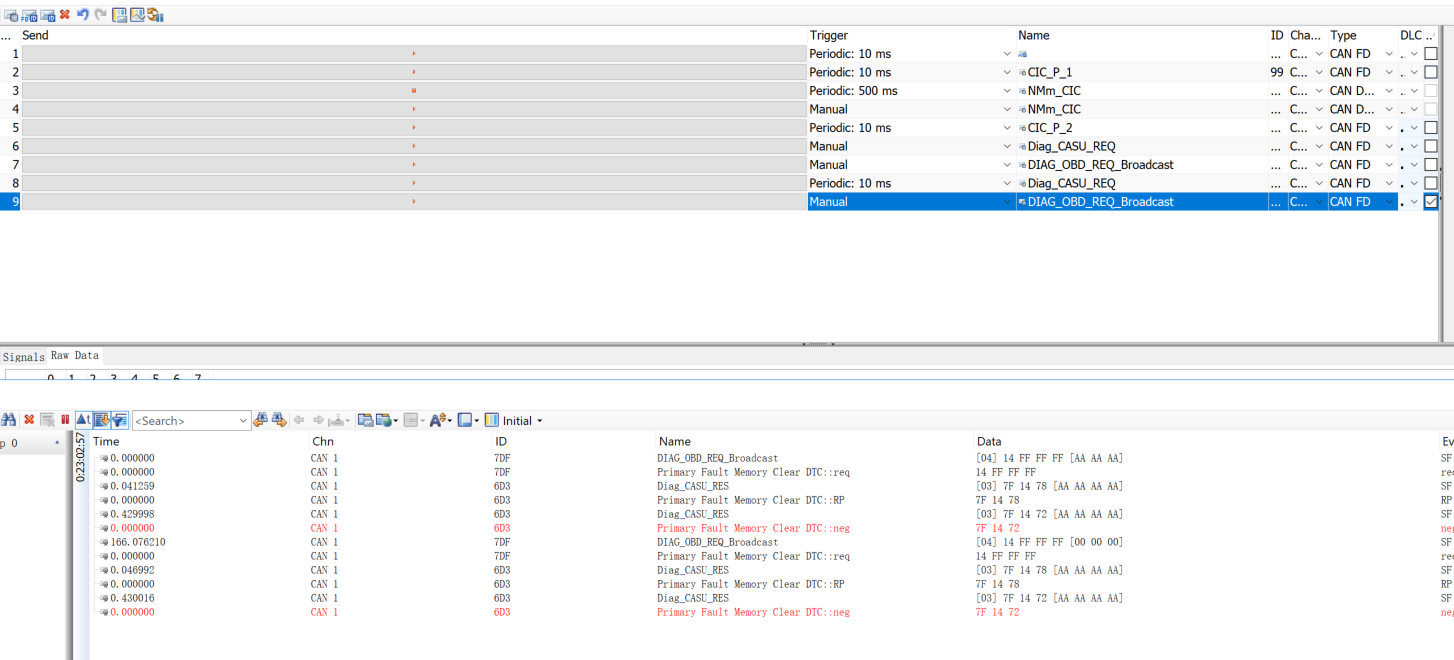 ... Send Trigger Name ID Cha... Type DLC ...
1 Periodic: 10 ms ... C... CAN FD ..
2 Periodic: 10 ms CIC_P_1 99 C... CAN FD ..
3 Periodic: 500 ms NMm_CIC ... C... CAN D... ..
4 Manual NMm_CIC ... C... CAN D... ..
5 Periodic: 10 ms CIC_P_2 ... C... CAN FD .
6 Manual Diag_CASU_REQ ... C... CAN FD .
7 Manual DIAG_OBD_REQ_Broadcast ... C... CAN FD .
8 Periodic: 10 ms Diag_CASU_REQ ... C... CAN FD .
9 Manual DIAG_OBD_REQ_Broadcast ... C... CAN FD .
Signals Raw Data
0 1 2 3 4 5 6 7
<Search> Initial
p 0 0:23:02:57 Time Chn ID Name Data Ev
0.000000 CAN 1 7DF DIAG_OBD_REQ_Broadcast [04] 14 FF FF FF [AA AA AA] SF
0.000000 CAN 1 7DF Primary Fault Memory Clear DTC::req 14 FF FF FF req
0.041259 CAN 1 6D3 Diag_CASU_RES [03] 7F 14 78 [AA AA AA AA] SF
0.000000 CAN 1 6D3 Primary Fault Memory Clear DTC::RP 7F 14 78 RP
0.429998 CAN 1 6D3 Diag_CASU_RES [03] 7F 14 72 [AA AA AA AA] SF
0.000000 CAN 1 6D3 Primary Fault Memory Clear DTC::neg 7F 14 72 neg
166.076210 CAN 1 7DF DIAG_OBD_REQ_Broadcast [04] 14 FF FF FF [00 00 00] SF
0.000000 CAN 1 7DF Primary Fault Memory Clear DTC::req 14 FF FF FF req
0.046992 CAN 1 6D3 Diag_CASU_RES [03] 7F 14 78 [AA AA AA AA] SF
0.000000 CAN 1 6D3 Primary Fault Memory Clear DTC::RP 7F 14 78 RP
0.430016 CAN 1 6D3 Diag_CASU_RES [03] 7F 14 72 [AA AA AA AA] SF
0.000000 CAN 1 6D3 Primary Fault Memory Clear DTC::neg 7F 14 72 neg